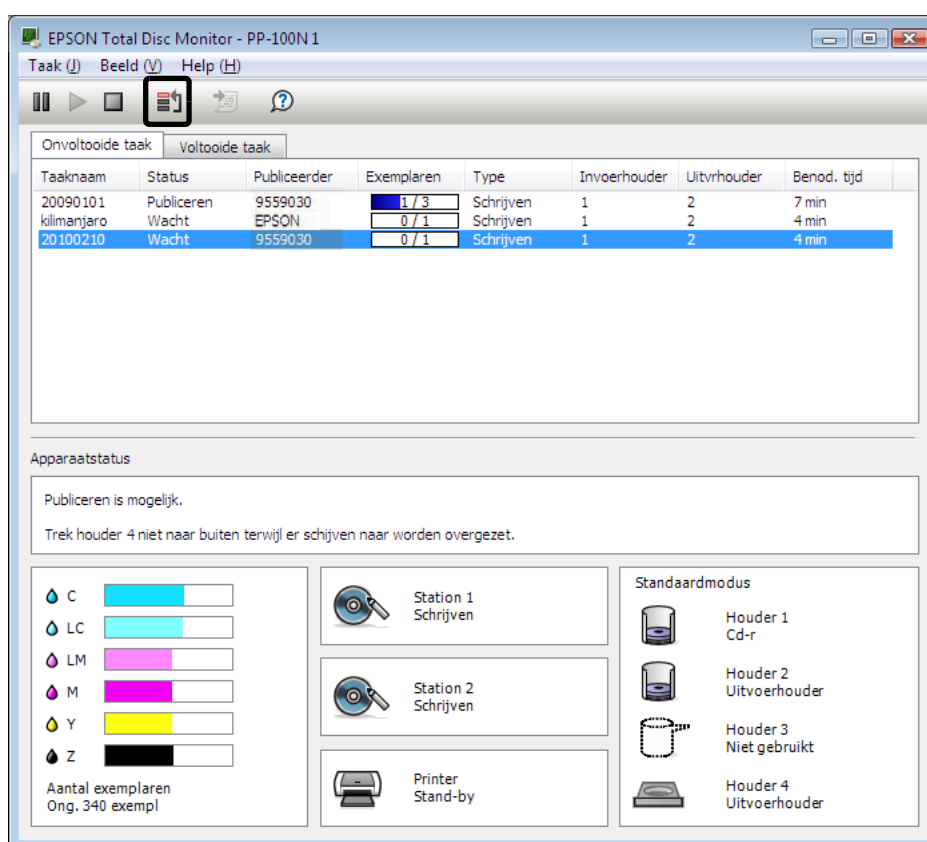 EPSON Total Disc Monitor - PP-100N 1
Taak (J) Beeld (V) Help (H)
Onvoltooide taak Voltooide taak
Taaknaam Status Publiceerder Exemplaren Type Invoerhouder Uitvrhouder Benod. tijd
20090101 Publiceren 9559030 1 / 3 Schrijven 1 2 7 min
kilimanjaro Wacht EPSON 0 / 1 Schrijven 1 2 4 min
20100210 Wacht 9559030 0 / 1 Schrijven 1 2 4 min
Apparaatstatus
Publiceren is mogelijk.
Trek houder 4 niet naar buiten terwijl er schijven naar worden overgezet.
C
LC
LM
M
Y
Z
Aantal exemplaren
Ong. 340 exempl
Station 1
Schrijven
Station 2
Schrijven
Printer
Stand-by
Standaardmodus
Houder 1
Cd-r
Houder 2
Uitvoerhouder
Houder 3
Niet gebruikt
Houder 4
Uitvoerhouder